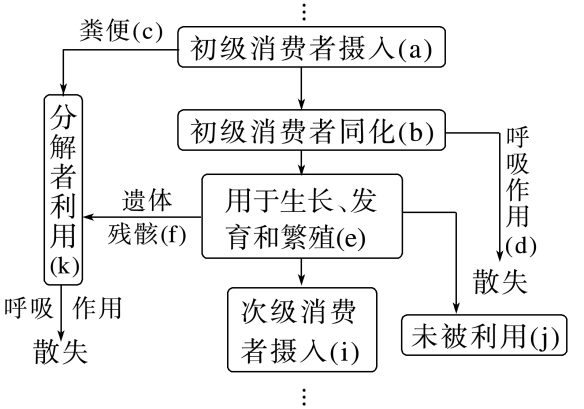 ⋮
粪便(c)
初级消费者摄入(a)
初级消费者同化(b)
分解者利用(k)
呼吸作用(d)
散失
遗体
残骸(f)
用于生长、发
育和繁殖(e)
次级消费
者摄入(i)
未被利用(j)
呼吸 作用
散失
⋮